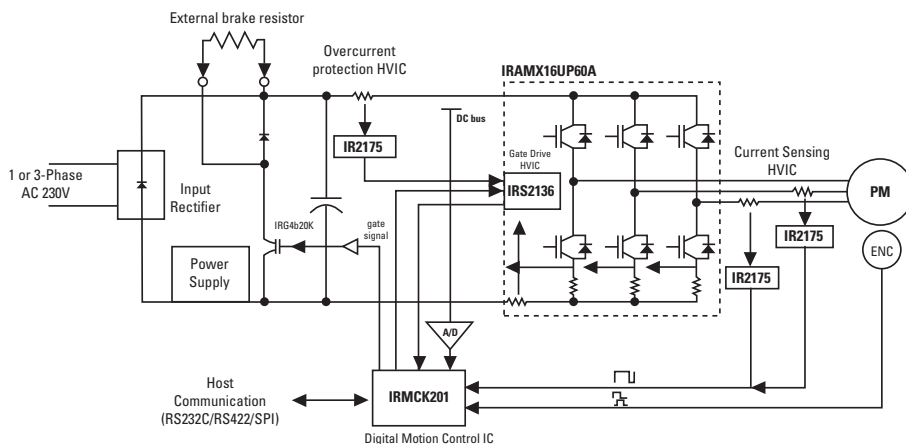 External brake resistor
Overcurrent
protection HVIC
IRAMX16UP60A
DC bus
IR2175
Gate Drive
HVIC
IRS2136
Current Sensing
HVIC
1 or 3-Phase
AC 230V
Input
Rectifier
PM
IR2175
IRG4b20K
gate
signal
ENC
Power
Supply
IR2175
A/D
Host
Communication
(RS232C/RS422/SPI)
IRMCK201
Digital Motion Control IC